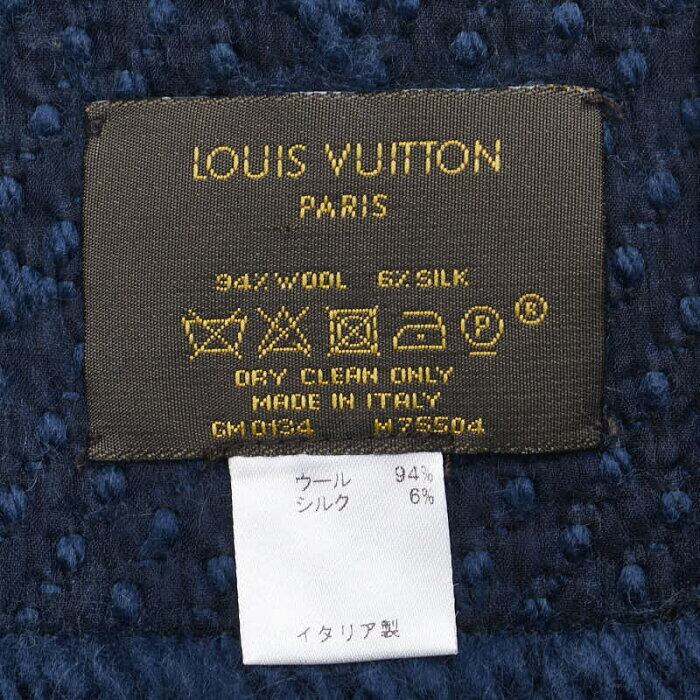 LOUIS VUITTON
PARIS
94% WOOL 6% SILK
P ®
DRY CLEAN ONLY
MADE IN ITALY
GM0134 M75504
ウール 94%
シルク 6%
イタリア製